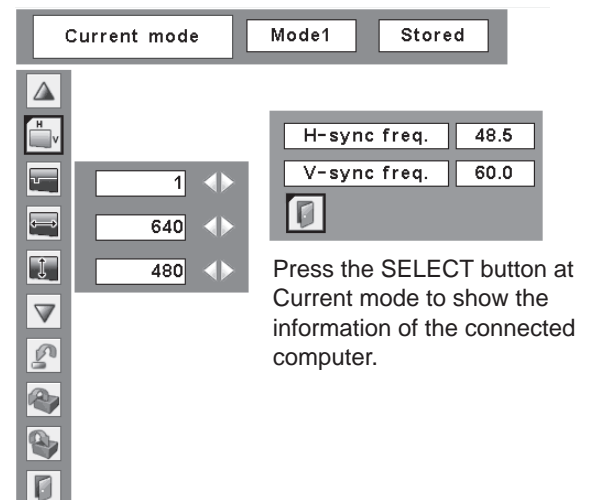 Current mode Mode1 Stored
H
V
H-sync freq. 48.5
V-sync freq. 60.0
1
640
480
Press the SELECT button at
Current mode to show the
information of the connected
computer.